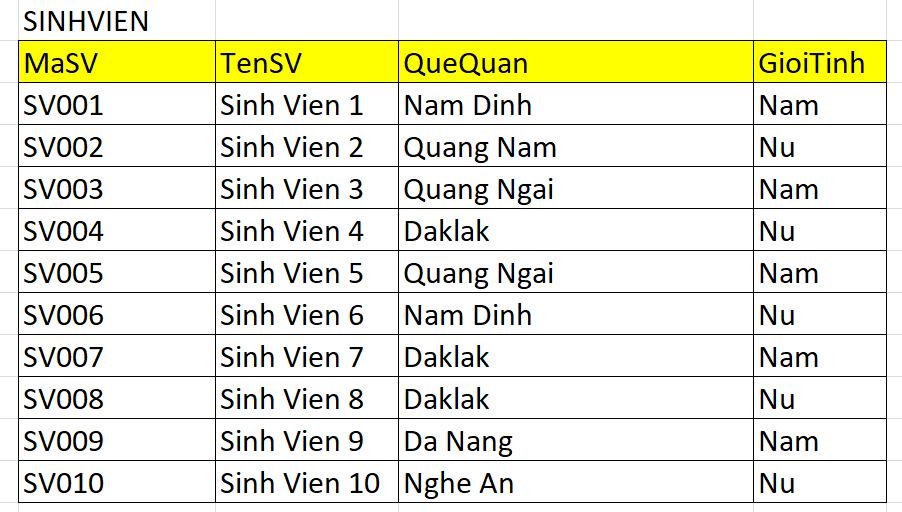 SINHVIEN
MaSV TenSV QueQuan GioiTinh
SV001 Sinh Vien 1 Nam Dinh Nam
SV002 Sinh Vien 2 Quang Nam Nu
SV003 Sinh Vien 3 Quang Ngai Nam
SV004 Sinh Vien 4 Daklak Nu
SV005 Sinh Vien 5 Quang Ngai Nam
SV006 Sinh Vien 6 Nam Dinh Nu
SV007 Sinh Vien 7 Daklak Nam
SV008 Sinh Vien 8 Daklak Nu
SV009 Sinh Vien 9 Da Nang Nam
SV010 Sinh Vien 10 Nghe An Nu